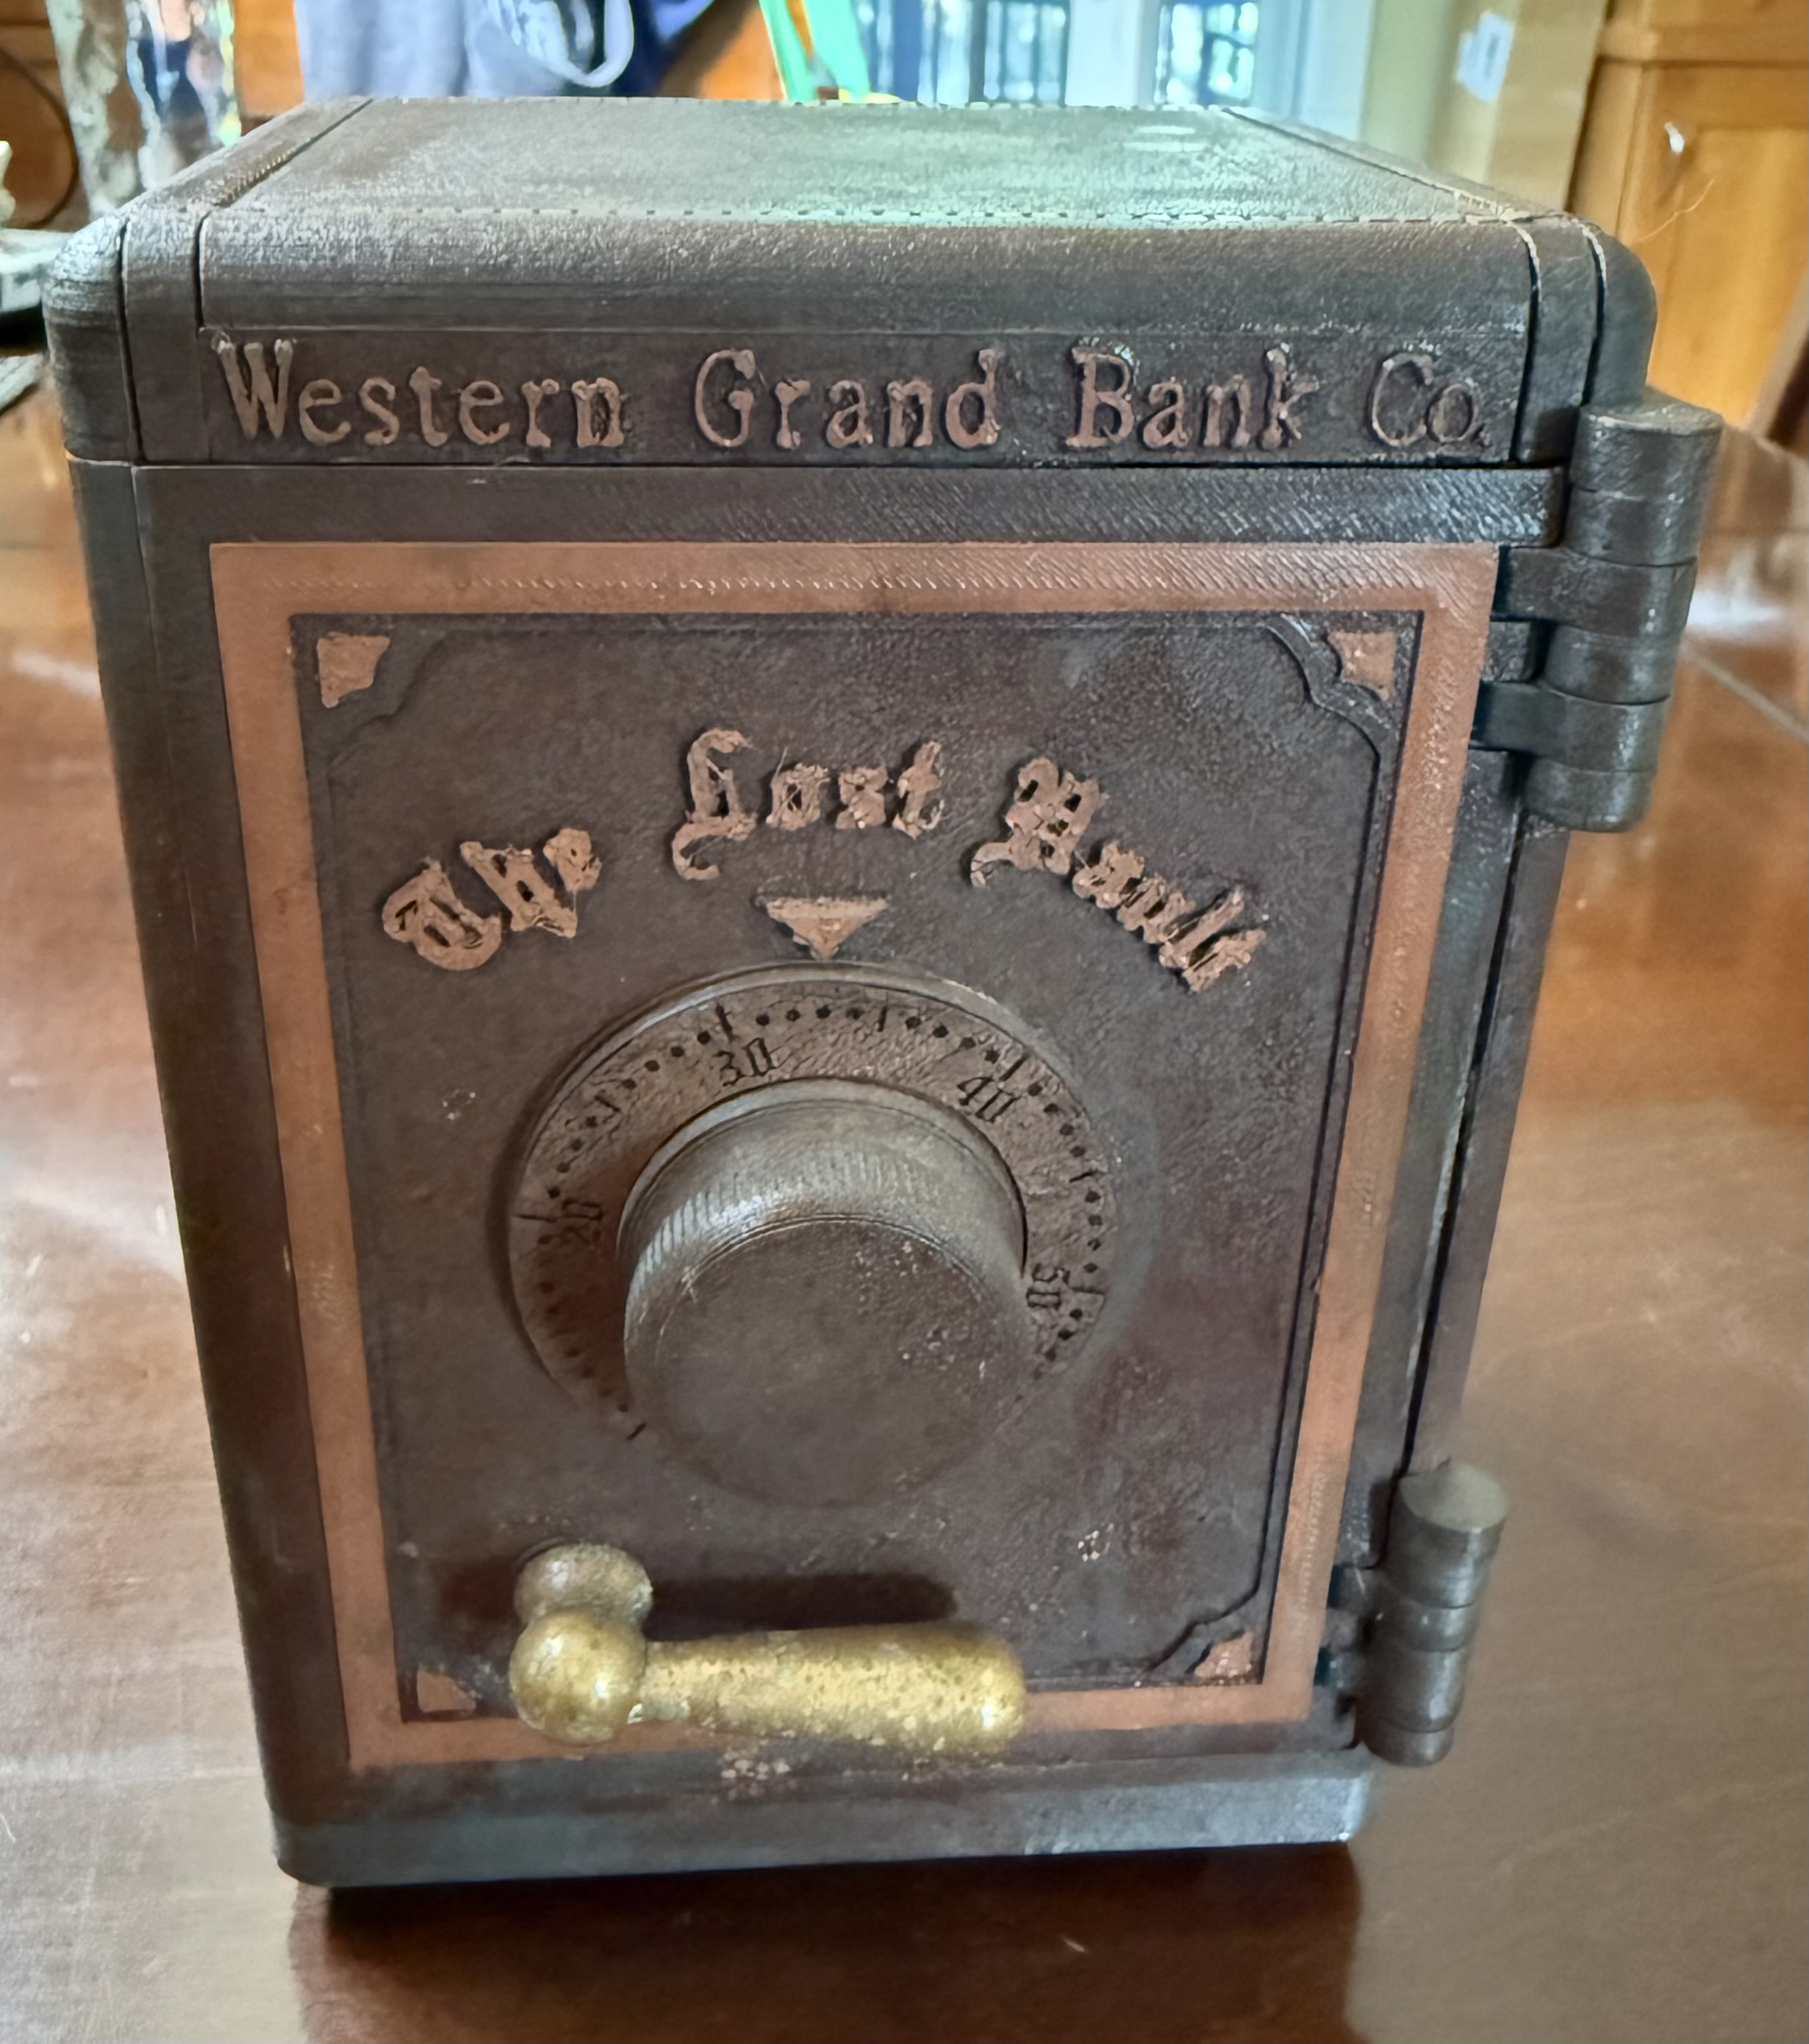 Western Grand Bank Co.
The Lost Vault
30
40
20
50